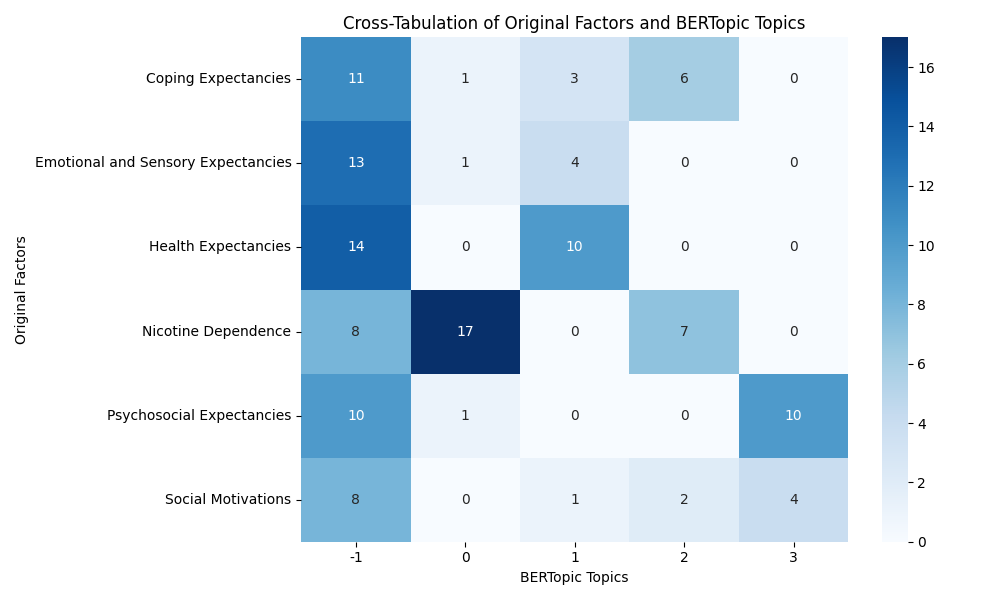 Cross-Tabulation of Original Factors and BERTopic Topics
Original Factors
Coping Expectancies 11 1 3 6 0
Emotional and Sensory Expectancies 13 1 4 0 0
Health Expectancies 14 0 10 0 0
Nicotine Dependence 8 17 0 7 0
Psychosocial Expectancies 10 1 0 0 10
Social Motivations 8 0 1 2 4
-1 0 1 2 3
BERTopic Topics
16
14
12
10
8
6
4
2
0